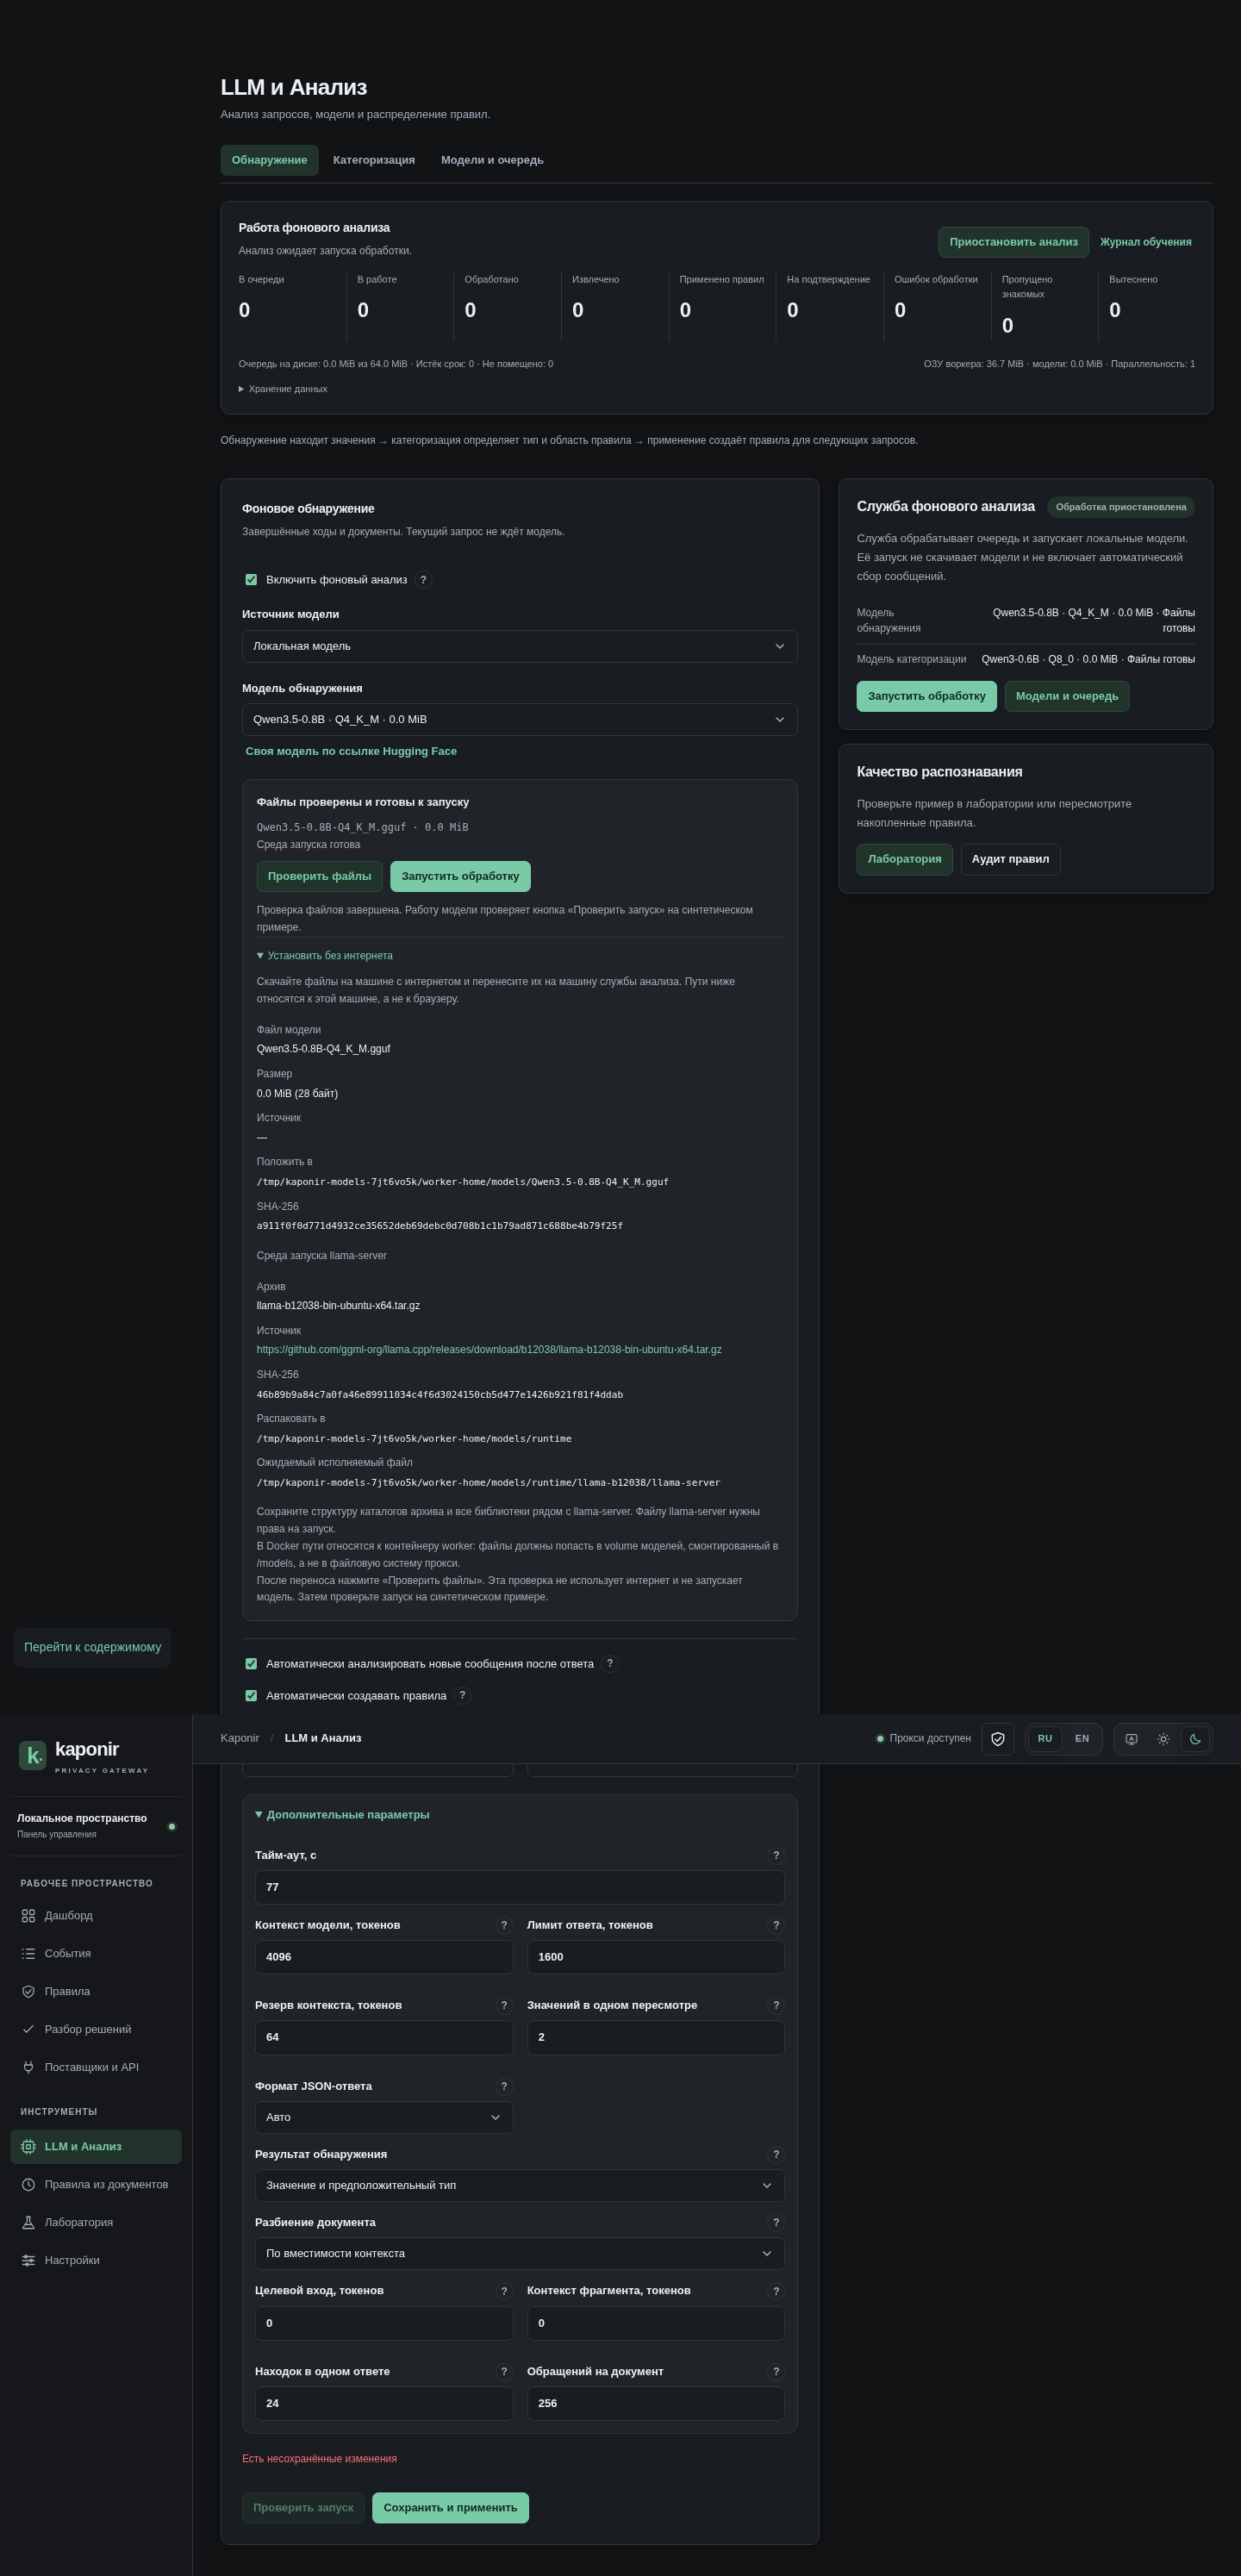 LLM и Анализ
Анализ запросов, модели и распределение правил.
Обнаружение Категоризация Модели и очередь
Работа фонового анализа
Анализ ожидает запуска обработки.
Приостановить анализ Журнал обучения
В очереди В работе Обработано Извлечено Применено правил На подтверждение Ошибок обработки Пропущено знакомых Вытеснено
0 0 0 0 0 0 0 0 0
Очередь на диске: 0.0 MiB из 64.0 MiB · Истёк срок: 0 · Не помещено: 0
ОЗУ воркера: 36.7 MiB · модели: 0.0 MiB · Параллельность: 1
Хранение данных
Обнаружение находит значения → категоризация определяет тип и область правила → применение создаёт правила для следующих запросов.
Фоновое обнаружение
Завершённые ходы и документы. Текущий запрос не ждёт модель.
Включить фоновый анализ ?
Источник модели
Локальная модель
Модель обнаружения
Qwen3.5-0.8B · Q4_K_M · 0.0 MiB
Своя модель по ссылке Hugging Face
Файлы проверены и готовы к запуску
Qwen3.5-0.8B-Q4_K_M.gguf · 0.0 MiB
Среда запуска готова
Проверить файлы Запустить обработку
Проверка файлов завершена. Работу модели проверяет кнопка «Проверить запуск» на синтетическом
примере.
Установить без интернета
Скачайте файлы на машине с интернетом и перенесите их на машину службы анализа. Пути ниже
относятся к этой машине, а не к браузеру.
Файл модели
Qwen3.5-0.8B-Q4_K_M.gguf
Размер
0.0 MiB (28 байт)
Источник
—
Положить в
/tmp/kaponir-models-7jt6vo5k/worker-home/models/Qwen3.5-0.8B-Q4_K_M.gguf
SHA-256
a911f0f0d771d4932ce35652deb69debc0d708b1c1b79ad871c688be4b79f25f
Среда запуска llama-server
Архив
llama-b12038-bin-ubuntu-x64.tar.gz
Источник
https://github.com/ggml-org/llama.cpp/releases/download/b12038/llama-b12038-bin-ubuntu-x64.tar.gz
SHA-256
46b89b9a84c7a0fa46e89911034c4f6d3024150cb5d477e1426b921f81f4ddab
Распаковать в
/tmp/kaponir-models-7jt6vo5k/worker-home/models/runtime
Ожидаемый исполняемый файл
/tmp/kaponir-models-7jt6vo5k/worker-home/models/runtime/llama-b12038/llama-server
Сохраните структуру каталогов архива и все библиотеки рядом с llama-server. Файлу llama-server нужны
права на запуск.
В Docker пути относятся к контейнеру worker: файлы должны попасть в volume моделей, смонтированный в
/models, а не в файловую систему прокси.
После переноса нажмите «Проверить файлы». Эта проверка не использует интернет и не запускает
модель. Затем проверьте запуск на синтетическом примере.
Автоматически анализировать новые сообщения после ответа ?
Автоматически создавать правила ?
Служба фонового анализа Обработка приостановлена
Служба обрабатывает очередь и запускает локальные модели.
Её запуск не скачивает модели и не включает автоматический
сбор сообщений.
Модель обнаружения Qwen3.5-0.8B · Q4_K_M · 0.0 MiB · Файлы готовы
Модель категоризации Qwen3-0.6B · Q8_0 · 0.0 MiB · Файлы готовы
Запустить обработку Модели и очередь
Качество распознавания
Проверьте пример в лаборатории или пересмотрите
накопленные правила.
Лаборатория Аудит правил
Перейти к содержимому
k. kaponir
PRIVACY GATEWAY
Kaponir / LLM и Анализ
Прокси доступен RU EN
Локальное пространство
Панель управления
РАБОЧЕЕ ПРОСТРАНСТВО
Дашборд
События
Правила
Разбор решений
Поставщики и API
ИНСТРУМЕНТЫ
LLM и Анализ
Правила из документов
Лаборатория
Настройки
Дополнительные параметры
Тайм-аут, с ?
77
Контекст модели, токенов ? Лимит ответа, токенов ?
4096 1600
Резерв контекста, токенов ? Значений в одном пересмотре ?
64 2
Формат JSON-ответа ?
Авто
Результат обнаружения ?
Значение и предположительный тип
Разбиение документа ?
По вместимости контекста
Целевой вход, токенов ? Контекст фрагмента, токенов ?
0 0
Находок в одном ответе ? Обращений на документ ?
24 256
Есть несохранённые изменения
Проверить запуск Сохранить и применить